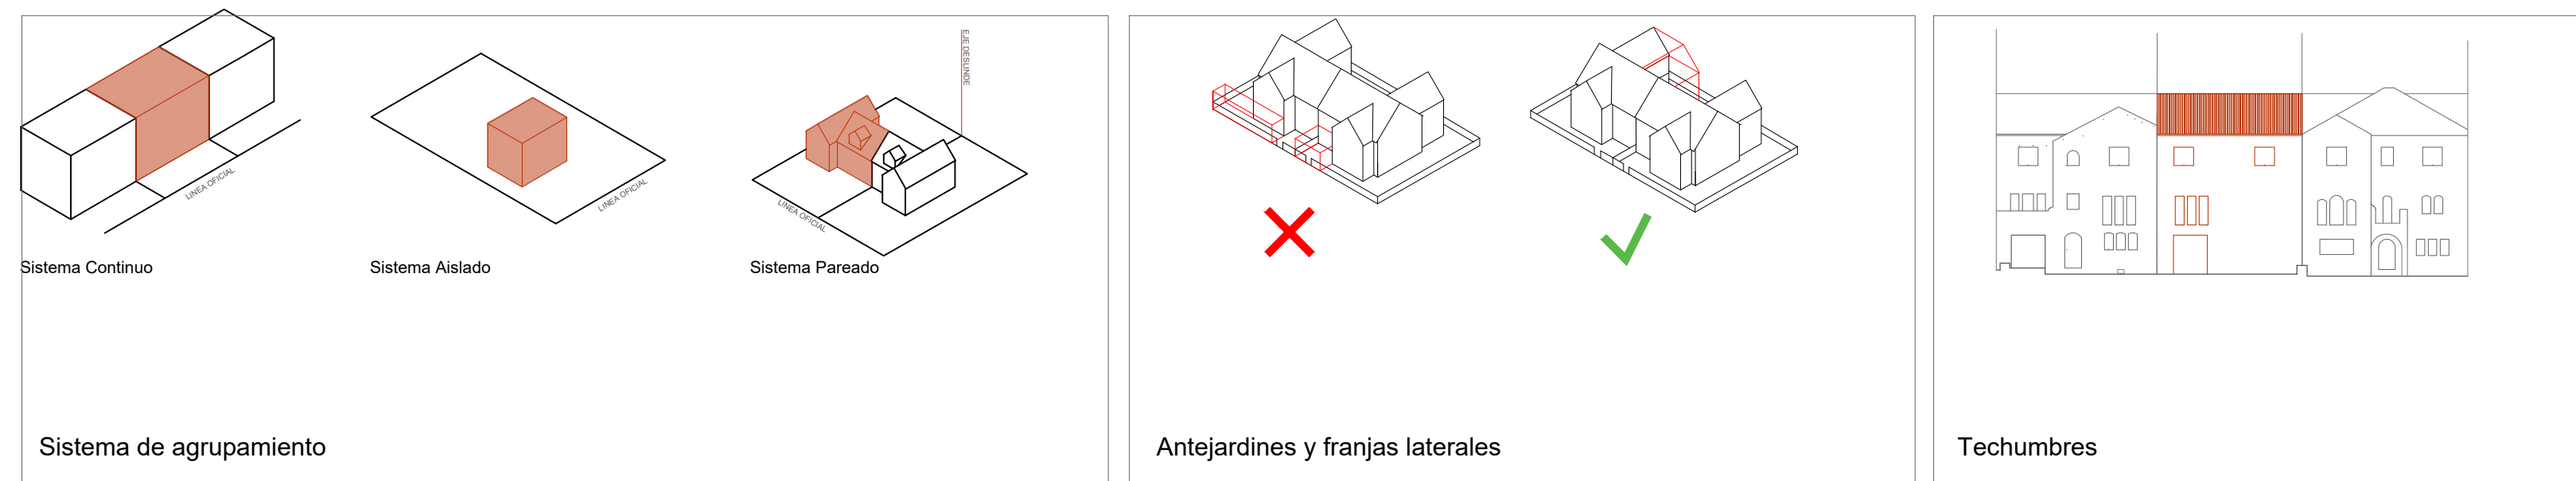 LINEA OFICIAL
Sistema Continuo
LINEA OFICIAL
Sistema Aislado
EJE DESLINDE
LINEA OFICIAL
Sistema Pareado
Sistema de agrupamiento
Antejardines y franjas laterales
Techumbres